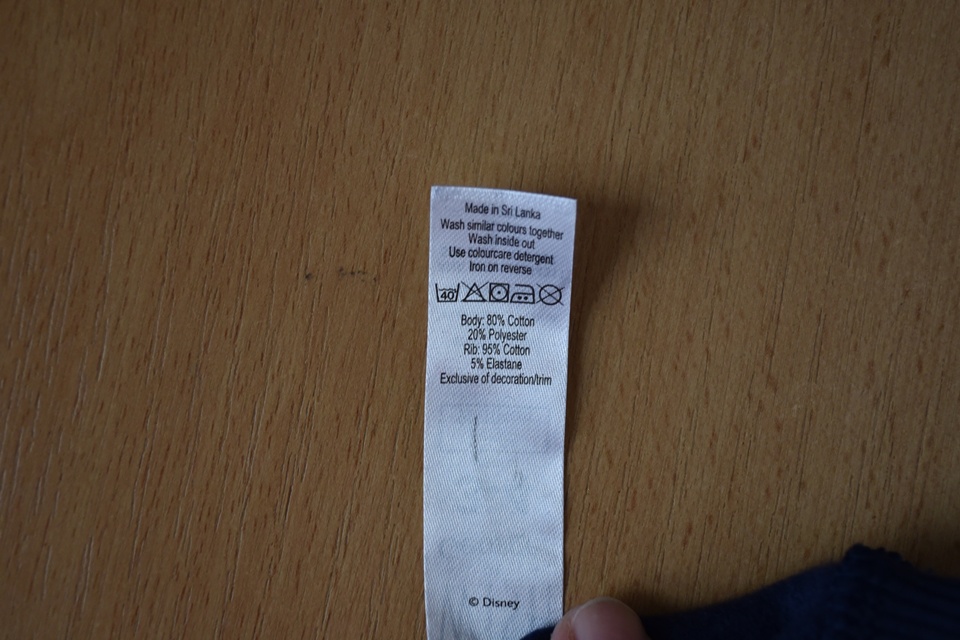 Made in Sri Lanka
Wash similar colours together
Wash inside out
Use colourcare detergent
Iron on reverse
40
Body: 80% Cotton
20% Polyester
Rib: 95% Cotton
5% Elastane
Exclusive of decoration/trim
© Disney